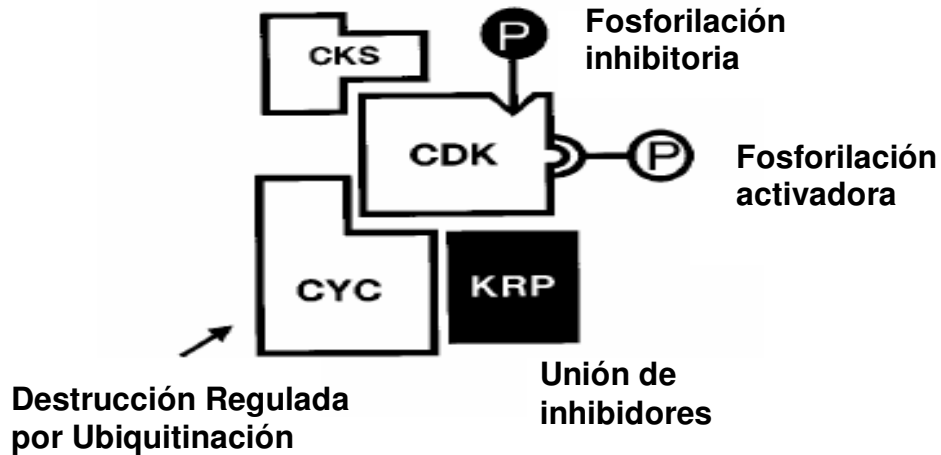 CKS
P
Fosforilación
inhibitoria
CDK
P
Fosforilación
activadora
CYC
KRP
Destrucción Regulada
por Ubiquitinación
Unión de
inhibidores